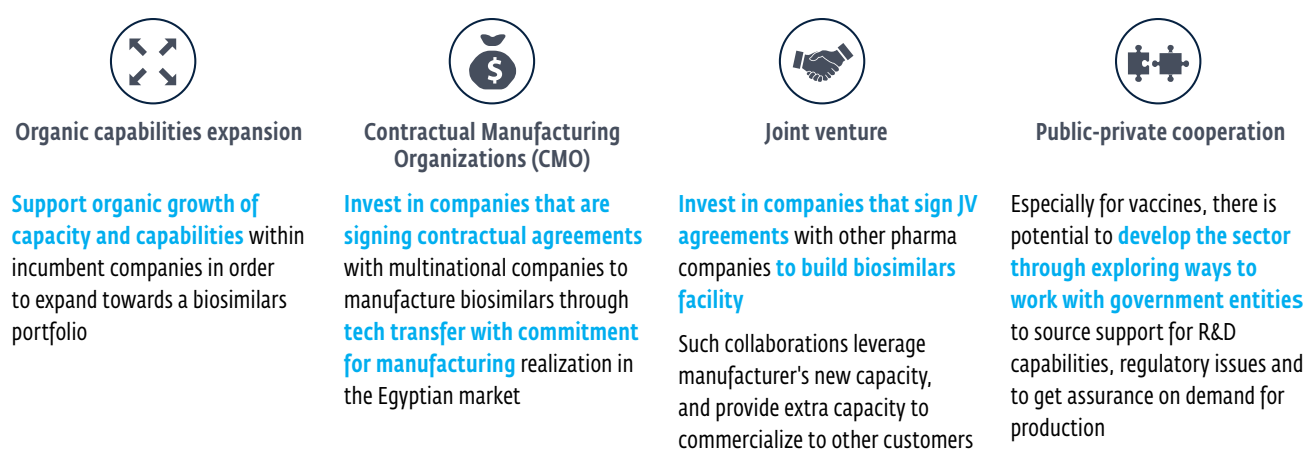 $
Organic capabilities expansion
Support organic growth of
capacity and capabilities within
incumbent companies in order
to expand towards a biosimilars
portfolio
Contractual Manufacturing
Organizations (CMO)
Invest in companies that are
signing contractual agreements
with multinational companies to
manufacture biosimilars through
tech transfer with commitment
for manufacturing realization in
the Egyptian market
Joint venture
Invest in companies that sign JV
agreements with other pharma
companies to build biosimilars
facility
Such collaborations leverage
manufacturer's new capacity,
and provide extra capacity to
commercialize to other customers
Public-private cooperation
Especially for vaccines, there is
potential to develop the sector
through exploring ways to
work with government entities
to source support for R&D
capabilities, regulatory issues and
to get assurance on demand for
production